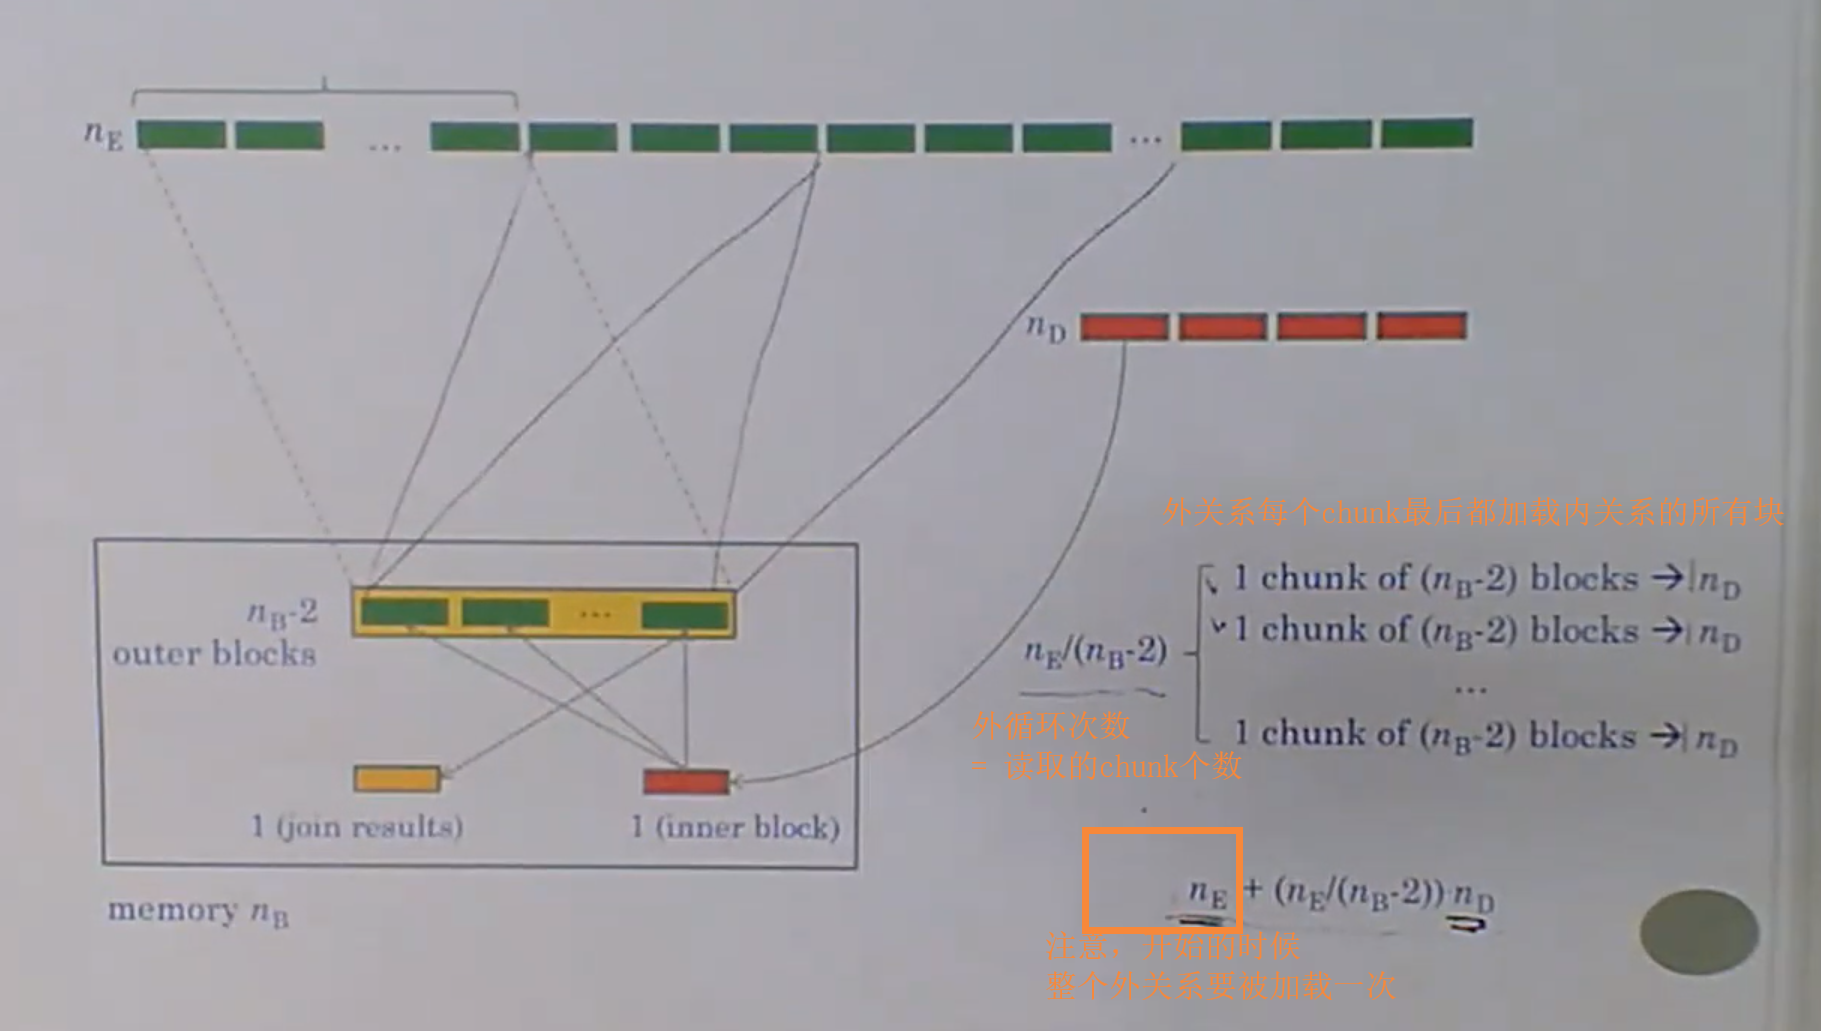 n_E
...
...
n_D
外关系每个chunk最后都加载内关系的所有块
1 chunk of (n_B-2) blocks → n_D
1 chunk of (n_B-2) blocks → n_D
...
1 chunk of (n_B-2) blocks → n_D
n_E/(n_B-2)
外循环次数
= 读取的chunk个数
n_B-2
outer blocks
...
1 (join results)
1 (inner block)
memory n_B
n_E + (n_E/(n_B-2)) n_D
注意，开始的时候
整个外关系要被加载一次